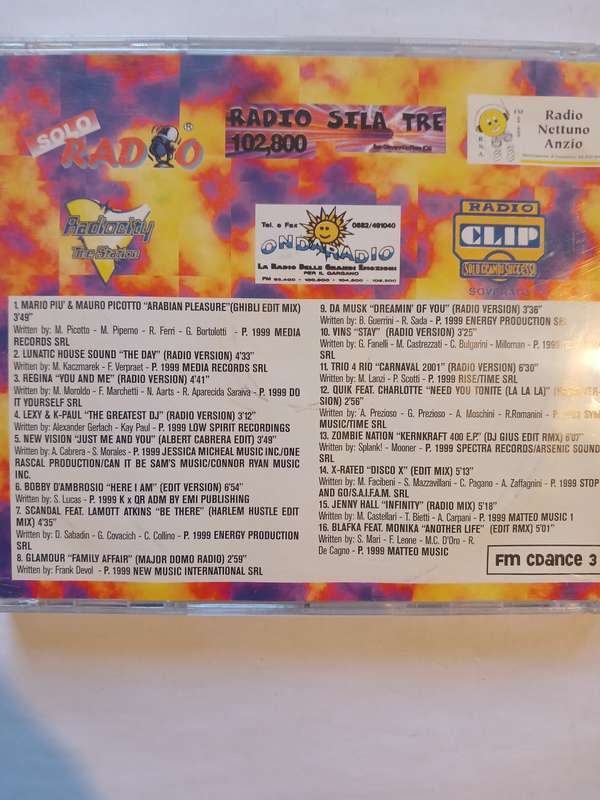 SOLO
RADIO®
RADIO SILA TRE
102,800
Radio
Nettuno
Anzio
Radiocity
The Station
Tel. e Fax 0882/481040
ONDARADIO
LA RADIO DELLE GRANDI EMOZIONI
PER IL GARGANO
RADIO
CLIP
SOLO GRANDI SUCCESSI
1. MARIO PIU' & MAURO PICOTTO "ARABIAN PLEASURE"(GHIBLI EDIT MIX)
3'49"
Written by: M. Picotto - M. Piperno - R. Ferri - G. Bortolotti - P. 1999 MEDIA
RECORDS SRL
2. LUNATIC HOUSE SOUND "THE DAY" (RADIO VERSION) 4'33"
Written by: M. Kaczmarek - F. Verpraet - P. 1999 MEDIA RECORDS SRL
3. REGINA "YOU AND ME" (RADIO VERSION) 4'41"
Written by: M. Moroldo - F. Marchetti - N. Aarts - R. Aparecida Saraiva - P. 1999 DO
IT YOURSELF SRL
4. LEXY & K-PAUL "THE GREATEST DJ" (RADIO VERSION) 3'12"
Written by: Alexander Gerlach - Kay Paul - P. 1999 LOW SPIRIT RECORDINGS
5. NEW VISION "JUST ME AND YOU" (ALBERT CABRERA EDIT) 3'49"
Written by: A. Cabrera - S. Morales - P. 1999 JESSICA MICHEAL MUSIC INC./ONE
RASCAL PRODUCTION/CAN IT BE SAM'S MUSIC/CONNOR RYAN MUSIC
INC.
6. BOBBY D'AMBROSIO "HERE I AM" (EDIT VERSION) 6'54"
Written by: S. Lucas - P. 1999 K x QR ADM BY EMI PUBLISHING
7. SCANDAL FEAT. LAMOTT ATKINS "BE THERE" (HARLEM HUSTLE EDIT
MIX) 4'35"
Written by: D. Sabadin - G. Covacich - C. Collino - P. 1999 ENERGY PRODUCTION
SRL
8. GLAMOUR "FAMILY AFFAIR" (MAJOR DOMO RADIO) 2'59"
Written by: Frank Devol - P. 1999 NEW MUSIC INTERNATIONAL SRL
9. DA MUSK "DREAMIN' OF YOU" (RADIO VERSION) 3'36"
Written by: B. Guerrini - R. Sada - P. 1999 ENERGY PRODUCTION SRL
10. VINS "STAY" (RADIO VERSION) 3'25"
Written by: G. Fanelli - M. Castrezzati - C. Bulgarini - Milloman - P. 1999
SRL
11. TRIO 4 RIO "CARNAVAL 2001" (RADIO VERSION) 6'30"
Written by: M. Lanzi - P. Scotti - P. 1999 RISE/TIME SRL
12. QUIK FEAT. CHARLOTTE "NEED YOU TONITE (LA LA LA)"
SION) 2'56"
Written by: A. Prezioso - G. Prezioso - A. Moschini - R.Romanini - P.
MUSIC/TIME SRL
13. ZOMBIE NATION "KERNKRAFT 400 E.P." (DJ GIUS EDIT RMX) 6'07"
Written by: Splank! - Mooner - P. 1999 SPECTRA RECORDS/ARSENIC SOUND
SRL
14. X-RATED "DISCO X" (EDIT MIX) 5'13"
Written by: M. Facibeni - S. Mazzavillani - C. Pagano - A. Zaffagnini - P. 1999 STOP
AND GO/S.A.I.F.A.M. SRL
15. JENNY HALL "INFINITY" (RADIO MIX) 5'18"
Written by: M. Castellari - T. Bietti - A. Carpani - P. 1999 MATTEO MUSIC 1
16. BLAFKA FEAT. MONIKA "ANOTHER LIFE" (EDIT RMX) 5'01"
Written by: S. Mari - F. Leone - M.C. D'Oro - R.
De Cagno - P. 1999 MATTEO MUSIC
FM CDANCE 3